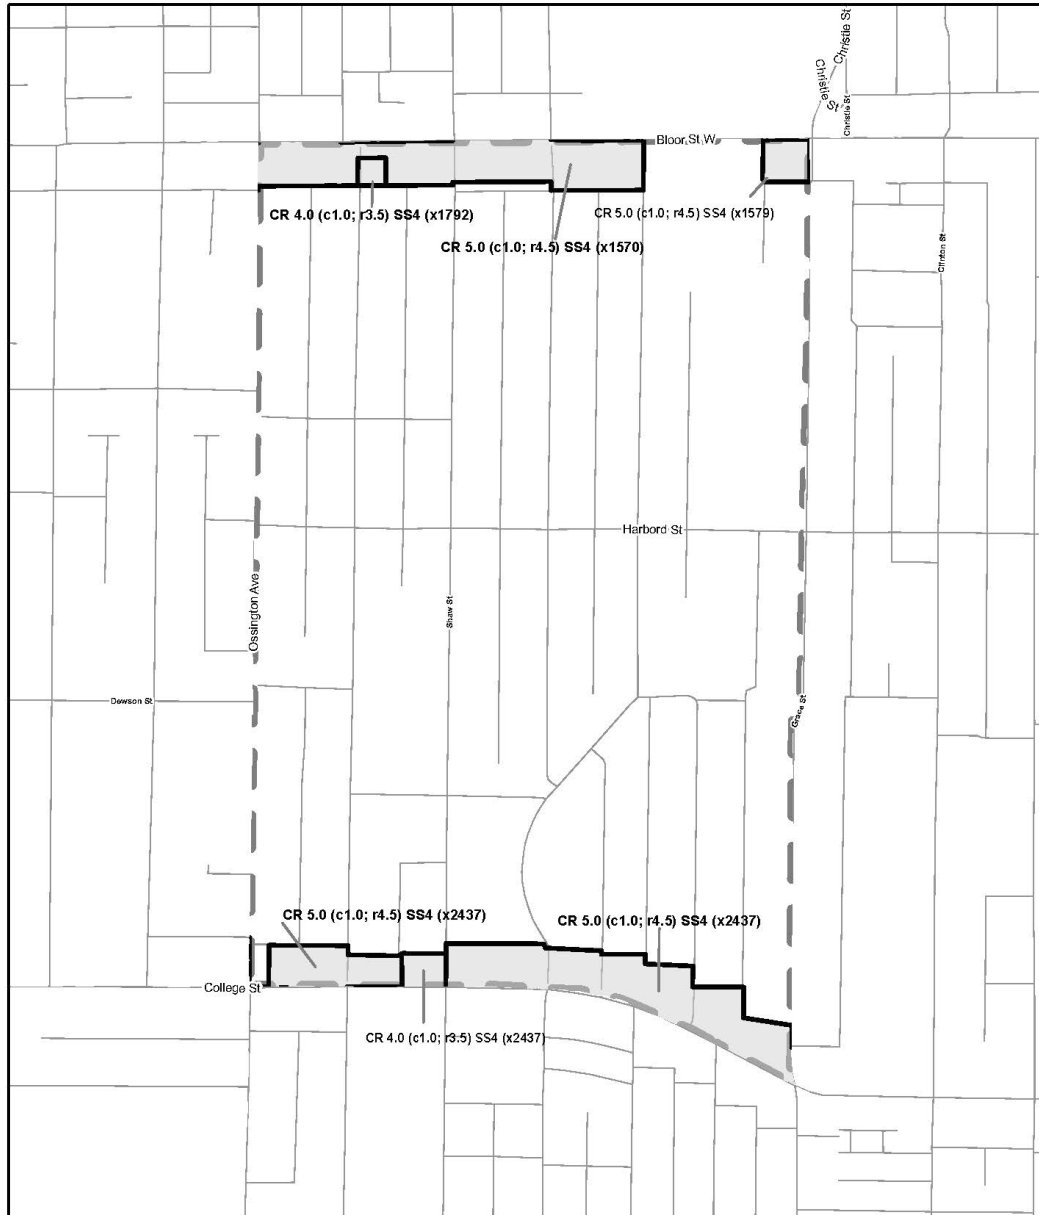 Christie St
Christie St
Christie St
Bloor St W
CR 4.0 (c1.0; r3.5) SS4 (x1792)
CR 5.0 (c1.0; r4.5) SS4 (x1579)
CR 5.0 (c1.0; r4.5) SS4 (x1570)
Clinton St
Harbord St
Ossington Ave
Shaw St
Dewson St
Grace St
CR 5.0 (c1.0; r4.5) SS4 (x2437)
CR 5.0 (c1.0; r4.5) SS4 (x2437)
College St
CR 4.0 (c1.0; r3.5) SS4 (x2437)